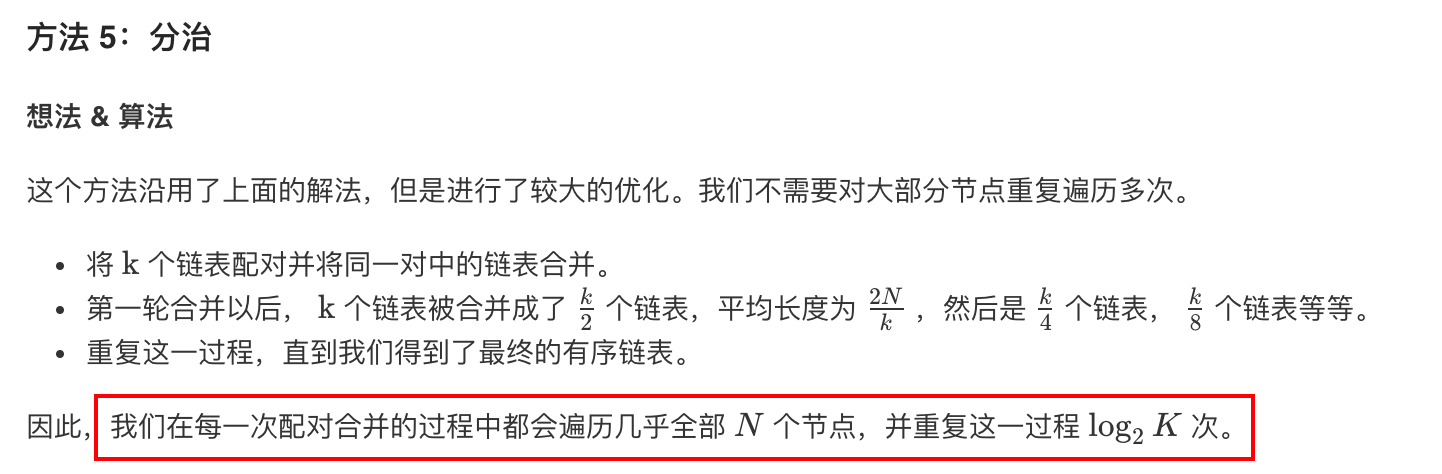 方法 5：分治
想法 & 算法
这个方法沿用了上面的解法，但是进行了较大的优化。我们不需要对大部分节点重复遍历多次。
• 将 k 个链表配对并将同一对中的链表合并。
• 第一轮合并以后， k 个链表被合并成了 \frac{k}{2} 个链表，平均长度为 \frac{2N}{k} ，然后是 \frac{k}{4} 个链表， \frac{k}{8} 个链表等等。
• 重复这一过程，直到我们得到了最终的有序链表。
因此，我们在每一次配对合并的过程中都会遍历几乎全部 N 个节点，并重复这一过程 \log_2 K 次。